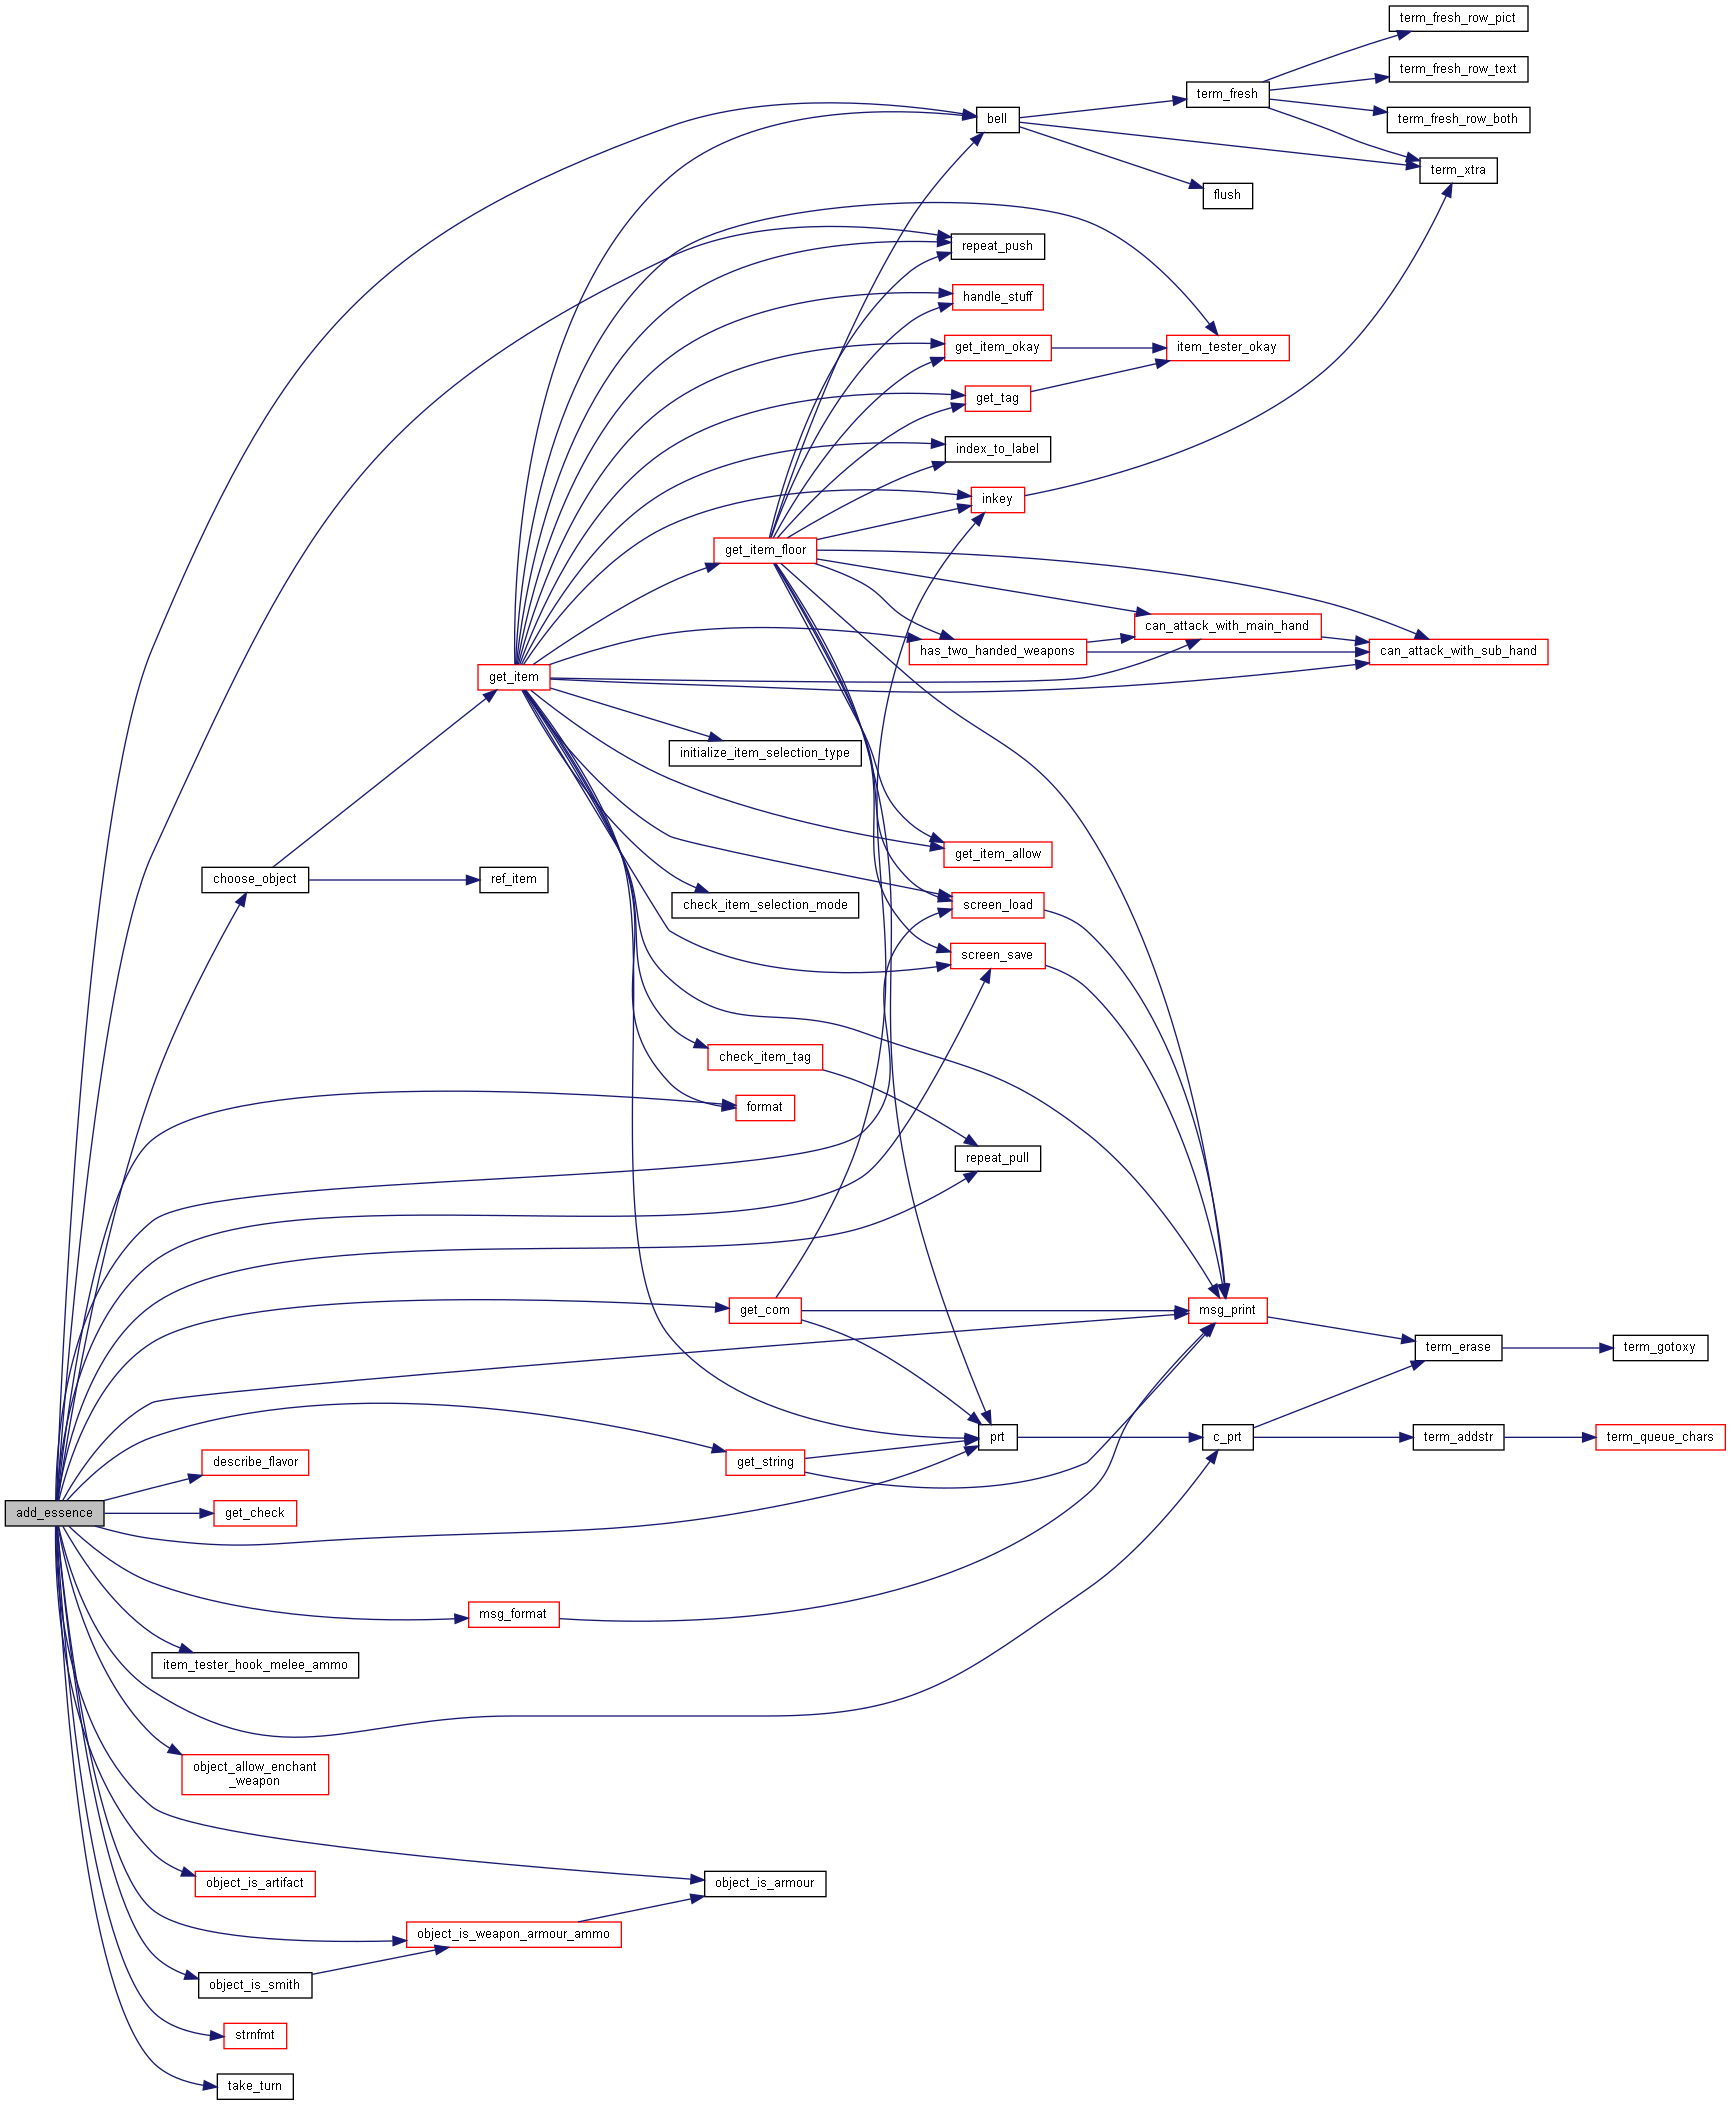 term_fresh_row_pict
term_fresh_row_text
term_fresh
bell
term_fresh_row_both
term_xtra
flush
repeat_push
handle_stuff
get_item_okay
item_tester_okay
get_tag
index_to_label
inkey
get_item_floor
can_attack_with_main_hand
has_two_handed_weapons
can_attack_with_sub_hand
get_item
initialize_item_selection_type
get_item_allow
choose_object
ref_item
check_item_selection_mode
screen_load
screen_save
check_item_tag
format
repeat_pull
get_com
msg_print
term_erase
term_gotoxy
prt
c_prt
term_addstr
term_queue_chars
describe_flavor
get_string
add_essence
get_check
msg_format
item_tester_hook_melee_ammo
object_allow_enchant
_weapon
object_is_artifact
object_is_armour
object_is_weapon_armour_ammo
object_is_smith
strnfmt
take_turn